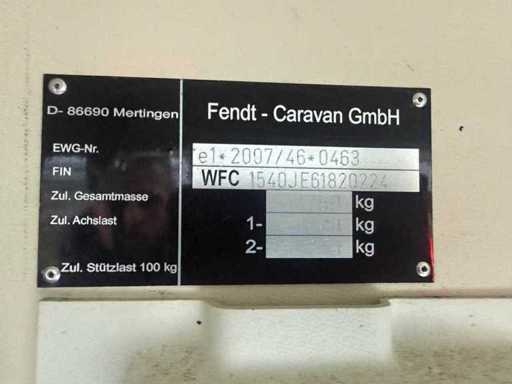 D- 86690 Mertingen
Fendt - Caravan GmbH
EWG-Nr. e1*2007/46*0463
FIN WFC 1540JE61820224
Zul. Gesamtmasse kg
Zul. Achslast 1- kg
2- kg
Zul. Stützlast 100 kg